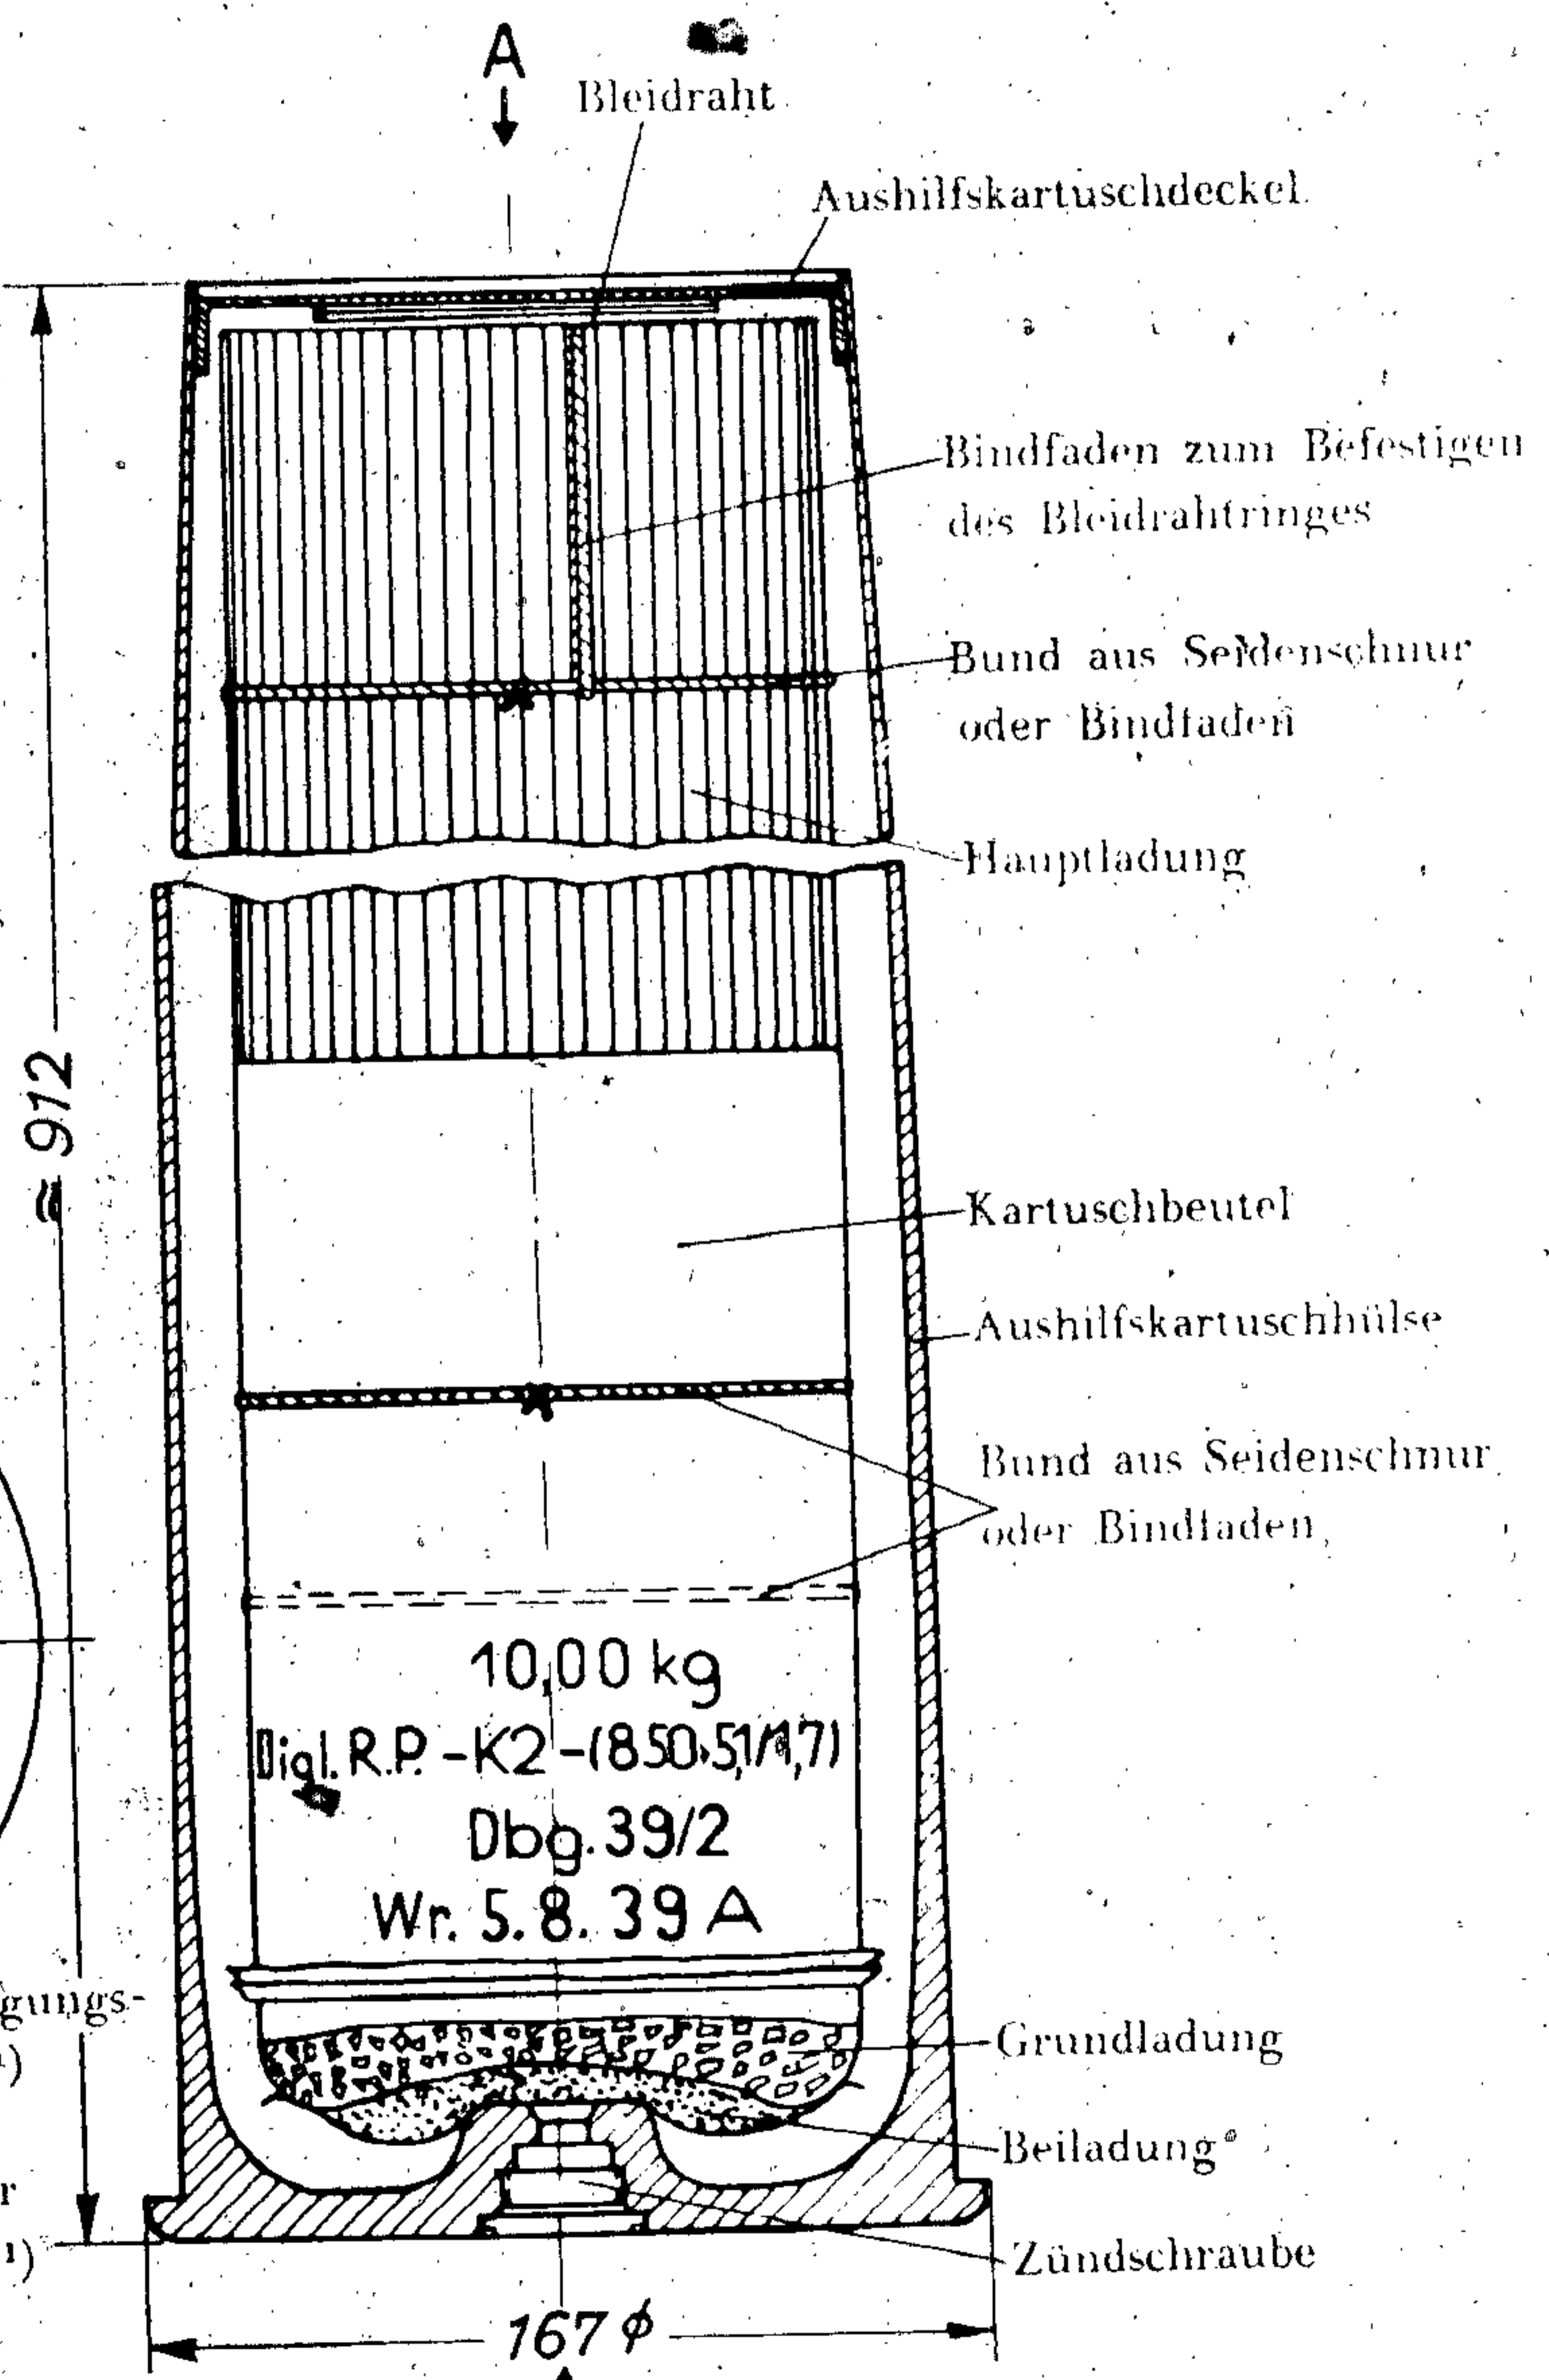 A
Bleidraht
Aushilfskartuschdeckel
Bindfaden zum Befestigen
des Bleidrahtringes
Bund aus Seidenschnur
oder Bindfaden
Hauptladung
≈ 912
Kartuschbeutel
Aushilfskartuschhülse
Bund aus Seidenschnur
oder Bindfaden
10,00 kg
Digl. R.P. - K2 - (850·5,1/1,7)
Dbg. 39/2
Wr. 5. 8. 39 A
gungs-
Grundladung
Beiladung
r
¹)
Zündschraube
167 φ